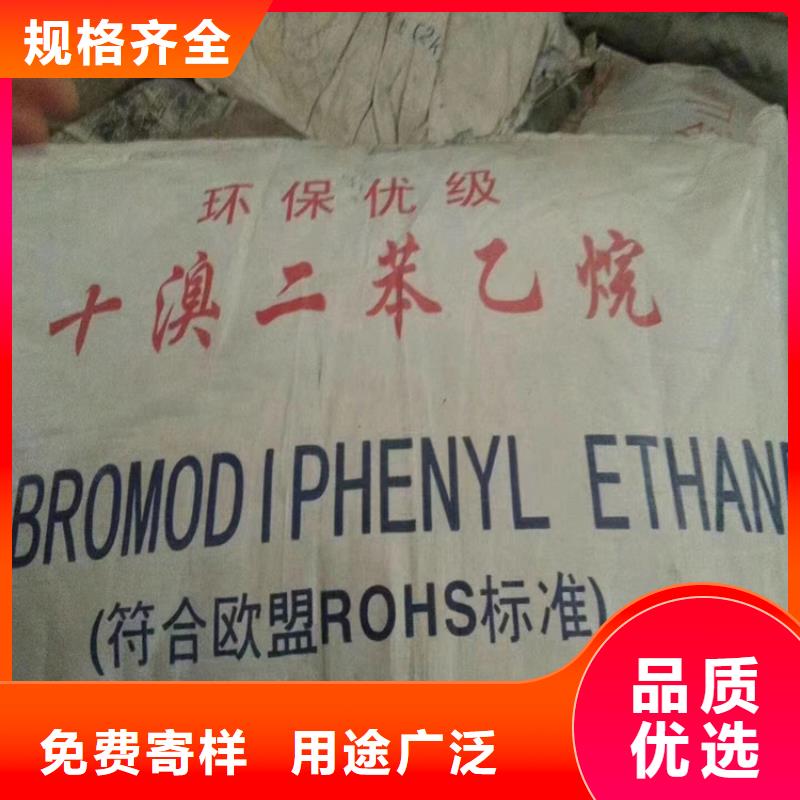 规格齐全
环保优级
十溴二苯乙烷
BROMODIPHENYL ETHAN
(符合欧盟ROHS标准)
品质
优选
免费寄样 用途广泛